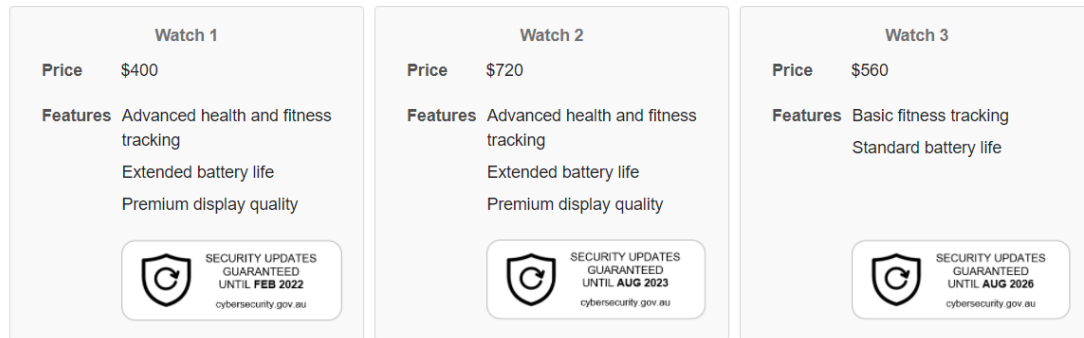 Watch 1
Price $400
Features Advanced health and fitness
tracking
Extended battery life
Premium display quality
SECURITY UPDATES
GUARANTEED
UNTIL FEB 2022
cybersecurity.gov.au
Watch 2
Price $720
Features Advanced health and fitness
tracking
Extended battery life
Premium display quality
SECURITY UPDATES
GUARANTEED
UNTIL AUG 2023
cybersecurity.gov.au
Watch 3
Price $560
Features Basic fitness tracking
Standard battery life
SECURITY UPDATES
GUARANTEED
UNTIL AUG 2026
cybersecurity.gov.au